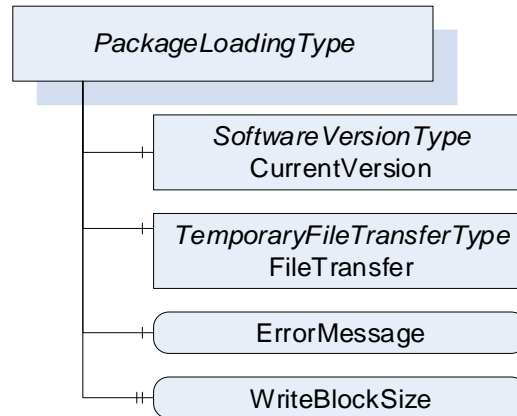 PackageLoadingType
SoftwareVersionType
CurrentVersion
TemporaryFileTransferType
FileTransfer
ErrorMessage
WriteBlockSize